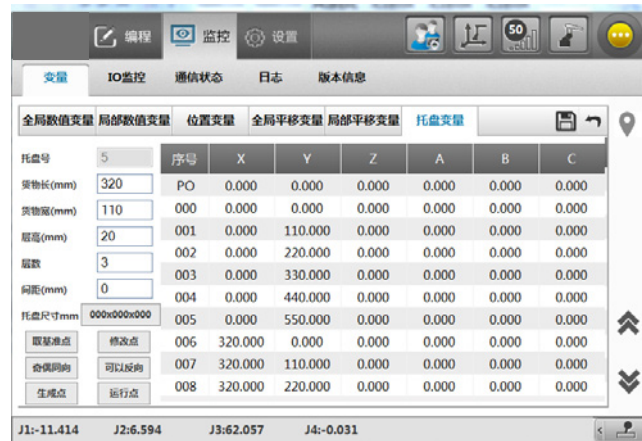 编程 监控 设置 50
变量 IO监控 通信状态 日志 版本信息
全局数值变量 局部数值变量 位置变量 全局平移变量 局部平移变量 托盘变量
托盘号 5 序号 X Y Z A B C
货物长(mm) 320 PO 0.000 0.000 0.000 0.000 0.000 0.000
货物宽(mm) 110 000 0.000 0.000 0.000 0.000 0.000 0.000
层高(mm) 20 001 0.000 110.000 0.000 0.000 0.000 0.000
层数 3 002 0.000 220.000 0.000 0.000 0.000 0.000
间距(mm) 0 003 0.000 330.000 0.000 0.000 0.000 0.000
004 0.000 440.000 0.000 0.000 0.000 0.000
托盘尺寸mm 000x000x000 005 0.000 550.000 0.000 0.000 0.000 0.000
取基准点 修改点 006 320.000 0.000 0.000 0.000 0.000 0.000
奇偶同向 可以反向 007 320.000 110.000 0.000 0.000 0.000 0.000
生成点 运行点 008 320.000 220.000 0.000 0.000 0.000 0.000
J1:-11.414 J2:6.594 J3:62.057 J4:-0.031